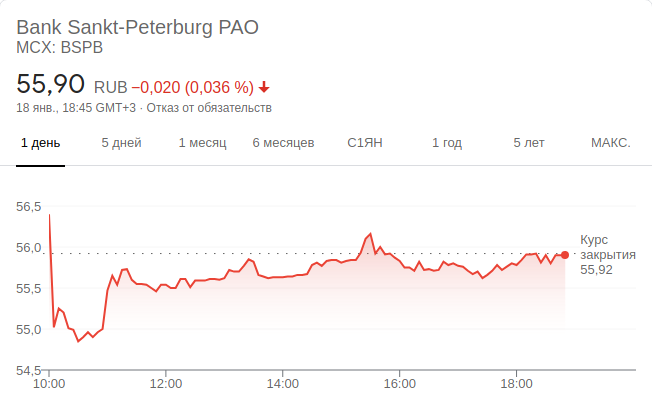 Bank Sankt-Peterburg PAO
MCX: BSPB
55,90 RUB −0,020 (0,036 %)
18 янв., 18:45 GMT+3 · Отказ от обязательств
1 день 5 дней 1 месяц 6 месяцев С1ЯН 1 год 5 лет МАКС.
56,5
56,0
55,5
55,0
54,5
Курс
закрытия
55,92
10:00 12:00 14:00 16:00 18:00